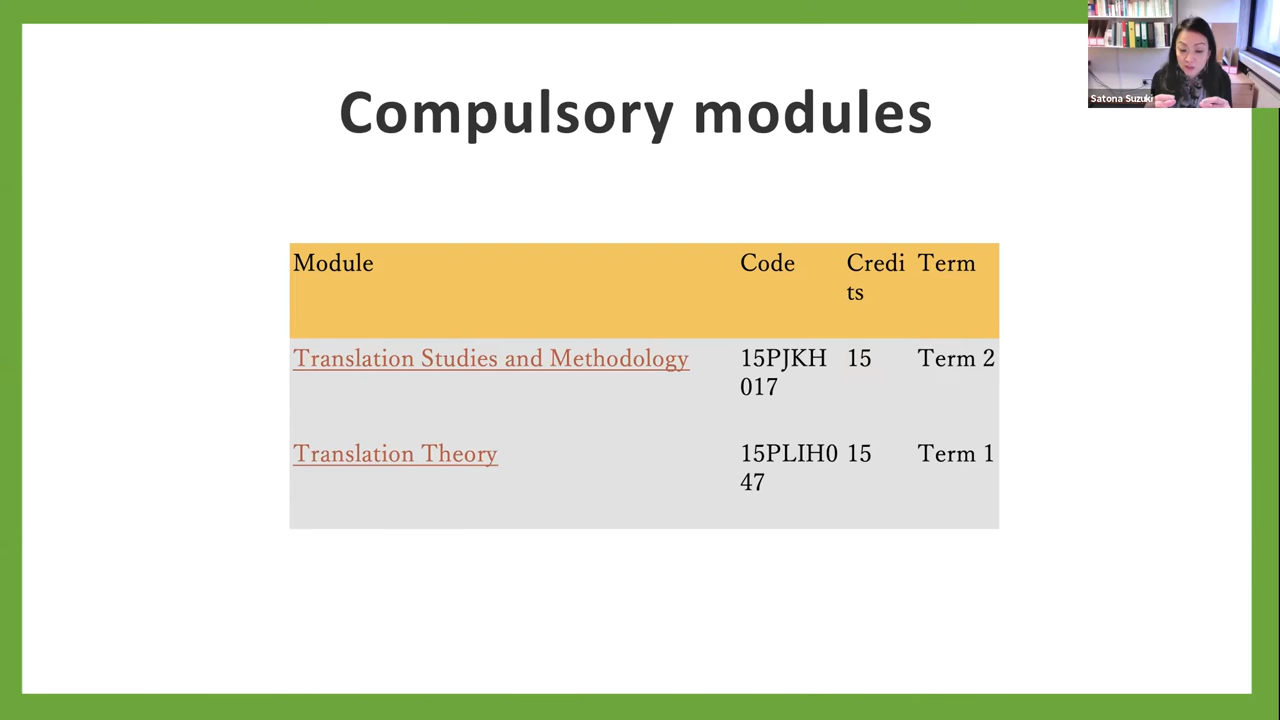 Compulsory modules
Satona Suzuki
Module Code Credi Term
ts
Translation Studies and Methodology 15PJKH 15 Term 2
017
Translation Theory 15PLIH0 15 Term 1
47